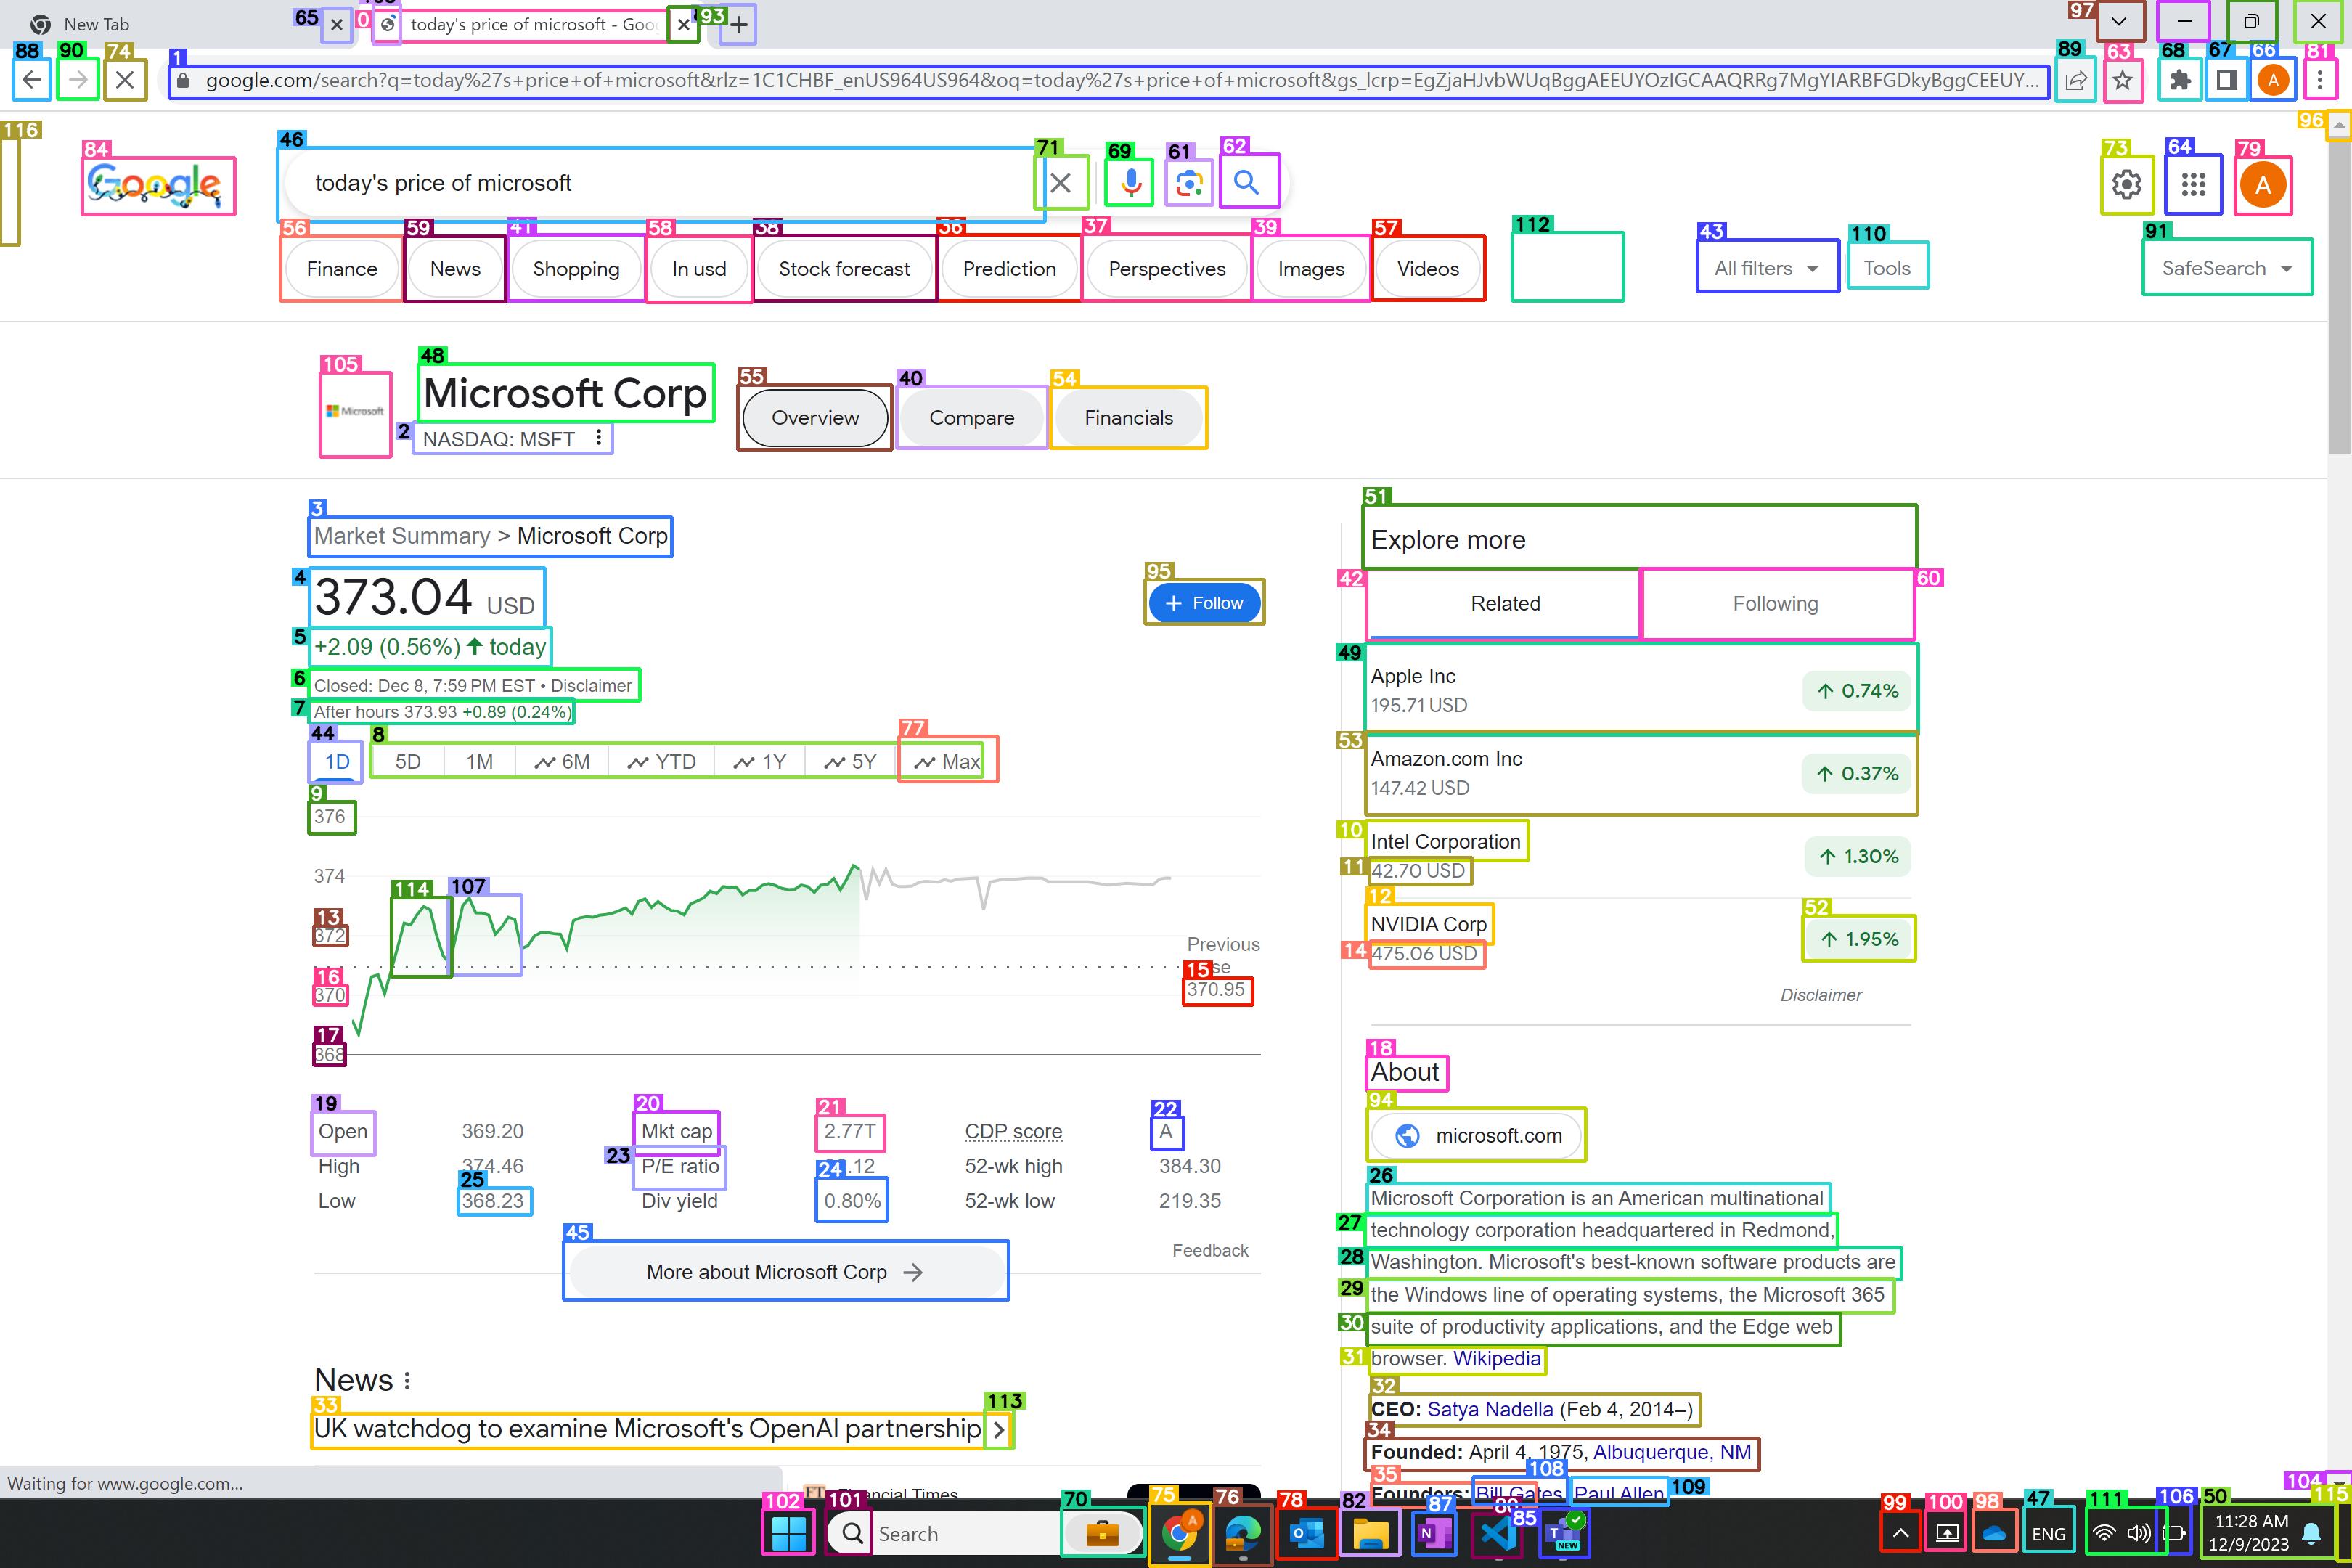 New Tab
today's price of microsoft - Goo
google.com/search?q=today%27s+price+of+microsoft&rlz=1C1CHBF_enUS964US964&oq=today%27s+price+of+microsoft&gs_lcrp=EgZjaHJvbWUqBggAEEUYOzIGCAAQRRg7MgYIARBFGDkyBggCEEUY...
Google
today's price of microsoft
A
Finance
News
Shopping
In usd
Stock forecast
Prediction
Perspectives
Images
Videos
All filters
Tools
SafeSearch
Microsoft
Microsoft Corp
NASDAQ: MSFT
Overview
Compare
Financials
Market Summary > Microsoft Corp
373.04 USD
+2.09 (0.56%) ↑ today
Closed: Dec 8, 7:59 PM EST • Disclaimer
After hours 373.93 +0.89 (0.24%)
+ Follow
1D 5D 1M 6M YTD 1Y 5Y Max
376
374
372
370
368
Previous
370.95
Open 369.20 Mkt cap 2.77T CDP score A
High 374.46 P/E ratio .12 52-wk high 384.30
Low 368.23 Div yield 0.80% 52-wk low 219.35
More about Microsoft Corp →
Feedback
News
UK watchdog to examine Microsoft's OpenAI partnership
Financial Times
Explore more
Related Following
Apple Inc
195.71 USD
↑ 0.74%
Amazon.com Inc
147.42 USD
↑ 0.37%
Intel Corporation
42.70 USD
↑ 1.30%
NVIDIA Corp
475.06 USD
↑ 1.95%
Disclaimer
About
microsoft.com
Microsoft Corporation is an American multinational
technology corporation headquartered in Redmond,
Washington. Microsoft's best-known software products are
the Windows line of operating systems, the Microsoft 365
suite of productivity applications, and the Edge web
browser. Wikipedia
CEO: Satya Nadella (Feb 4, 2014–)
Founded: April 4, 1975, Albuquerque, NM
Founders: Bill Gates Paul Allen
Waiting for www.google.com...
Search
NEW
ENG
11:28 AM
12/9/2023